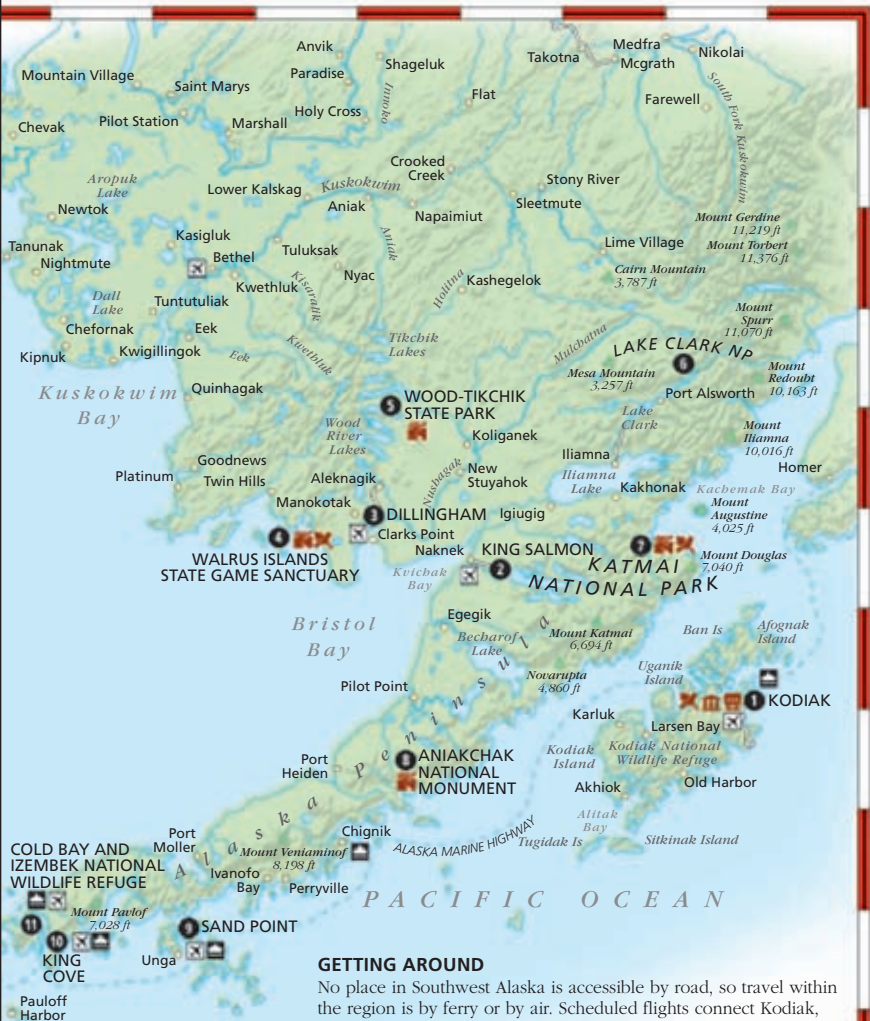 Anvik
Shageluk
Takotna
Medfra
McGrath
Nikolai
Mountain Village
Saint Marys
Paradise
Innoko
Flat
Farewell
South Fork Kuskokwim
Holy Cross
Chevak
Pilot Station
Marshall
Crooked
Creek
Aropuk
Lake
Lower Kalskag
Kuskokwim
Stony River
Sleetmute
Newtok
Aniak
Napaimiut
Mount Gerdine
11,219 ft
Mount Torbert
11,376 ft
Tanunak
Nightmute
Kasigluk
Bethel
Tuluksak
Aniak
Lime Village
Cairn Mountain
3,787 ft
Nyac
Kwethluk
Kisaralik
Holitna
Kashegelok
Dall
Lake
Tuntutuliak
Chefornak
Eek
Kipnuk
Kwigillingok
Eek
Kwethluk
Tikchik
Lakes
Mulchatna
Mount
Spurr
11,070 ft
LAKE CLARK NP
6
Mesa Mountain
3,257 ft
Port Alsworth
Mount
Redoubt
10,163 ft
Kuskokwim
Bay
Quinhagak
5
WOOD-TIKCHIK
STATE PARK
Lake
Clark
Wood
River
Lakes
Koliganek
Mount
Iliamna
10,016 ft
Goodnews
Platinum
Twin Hills
Aleknagik
Nushagak
New
Stuyahok
Iliamna
Iliamna
Lake
Kakhonak
Homer
Kachemak Bay
Manokotak
3
DILLINGHAM
Igiugig
Mount
Augustine
4,025 ft
4
WALRUS ISLANDS
STATE GAME SANCTUARY
Clarks Point
Naknek
KING SALMON
2
7
KATMAI
NATIONAL PARK
Mount Douglas
7,040 ft
Kvichak
Bay
Bristol
Bay
Egegik
Becharof
Lake
Mount Katmai
6,694 ft
Ban Is
Afognak
Island
Novarupta
4,860 ft
Uganik
Island
Pilot Point
1
KODIAK
Karluk
Larsen Bay
Kodiak
Island
Kodiak National
Wildlife Refuge
Port
Heiden
8
ANIAKCHAK
NATIONAL
MONUMENT
Akhiok
Old Harbor
Alaska Peninsula
Alitak
Bay
Port
Moller
Chignik
ALASKA MARINE HIGHWAY
Tugidak Is
Sitkinak Island
COLD BAY AND
IZEMBEK NATIONAL
WILDLIFE REFUGE
Mount Veniaminof
8,198 ft
Ivanofo
Bay
Perryville
PACIFIC OCEAN
Mount Pavlof
7,028 ft
11
10
KING
COVE
9
SAND POINT
Unga
Pauloff
Harbor
GETTING AROUND
No place in Southwest Alaska is accessible by road, so travel within
the region is by ferry or by air. Scheduled flights connect Kodiak,